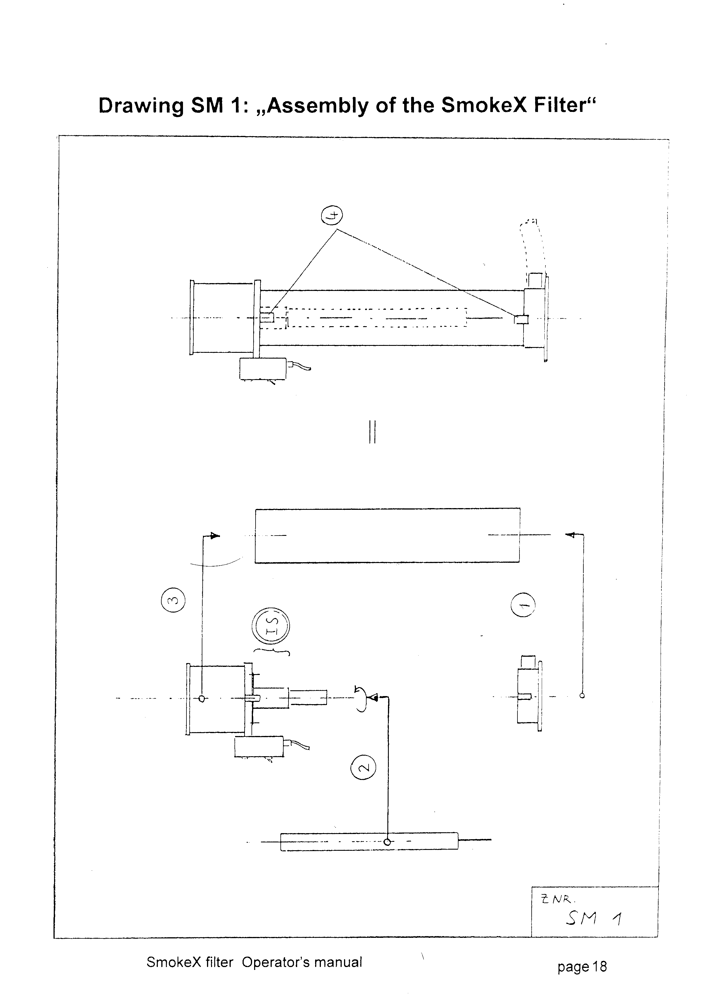 Drawing SM 1: „Assembly of the SmokeX Filter“
4
3
1
IS
2
ZNR.
SM 1
SmokeX filter Operator's manual
page 18